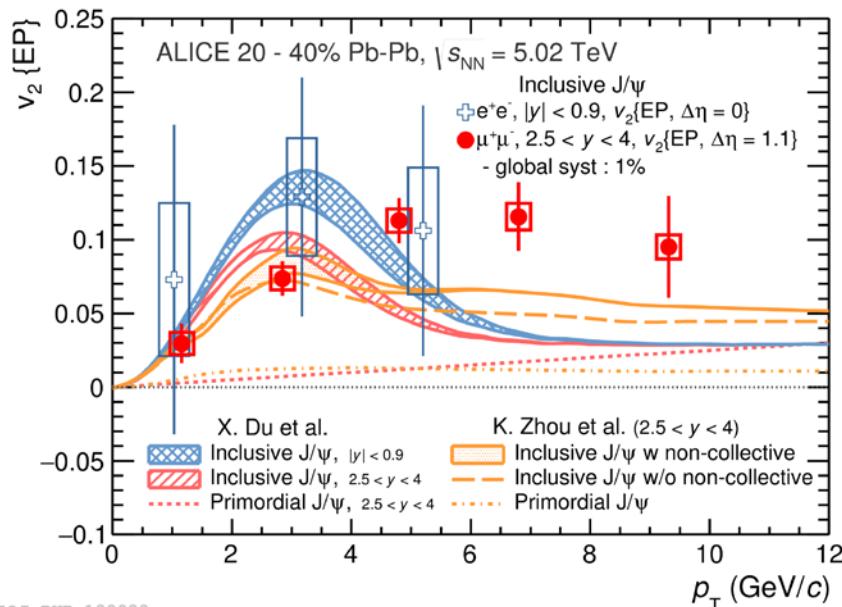 ALICE 20 - 40% Pb-Pb, √sNN = 5.02 TeV
Inclusive J/ψ
e⁺e⁻, |y| < 0.9, v₂{EP, Δη = 0}
μ⁺μ⁻, 2.5 < y < 4, v₂{EP, Δη = 1.1}
- global syst : 1%
v₂ {EP}
0.25
0.2
0.15
0.1
0.05
0
−0.05
−0.1
X. Du et al.
Inclusive J/ψ, |y| < 0.9
Inclusive J/ψ, 2.5 < y < 4
Primordial J/ψ, 2.5 < y < 4
K. Zhou et al. (2.5 < y < 4)
Inclusive J/ψ w non-collective
Inclusive J/ψ w/o non-collective
Primordial J/ψ
0 2 4 6 8 10 12
pT (GeV/c)